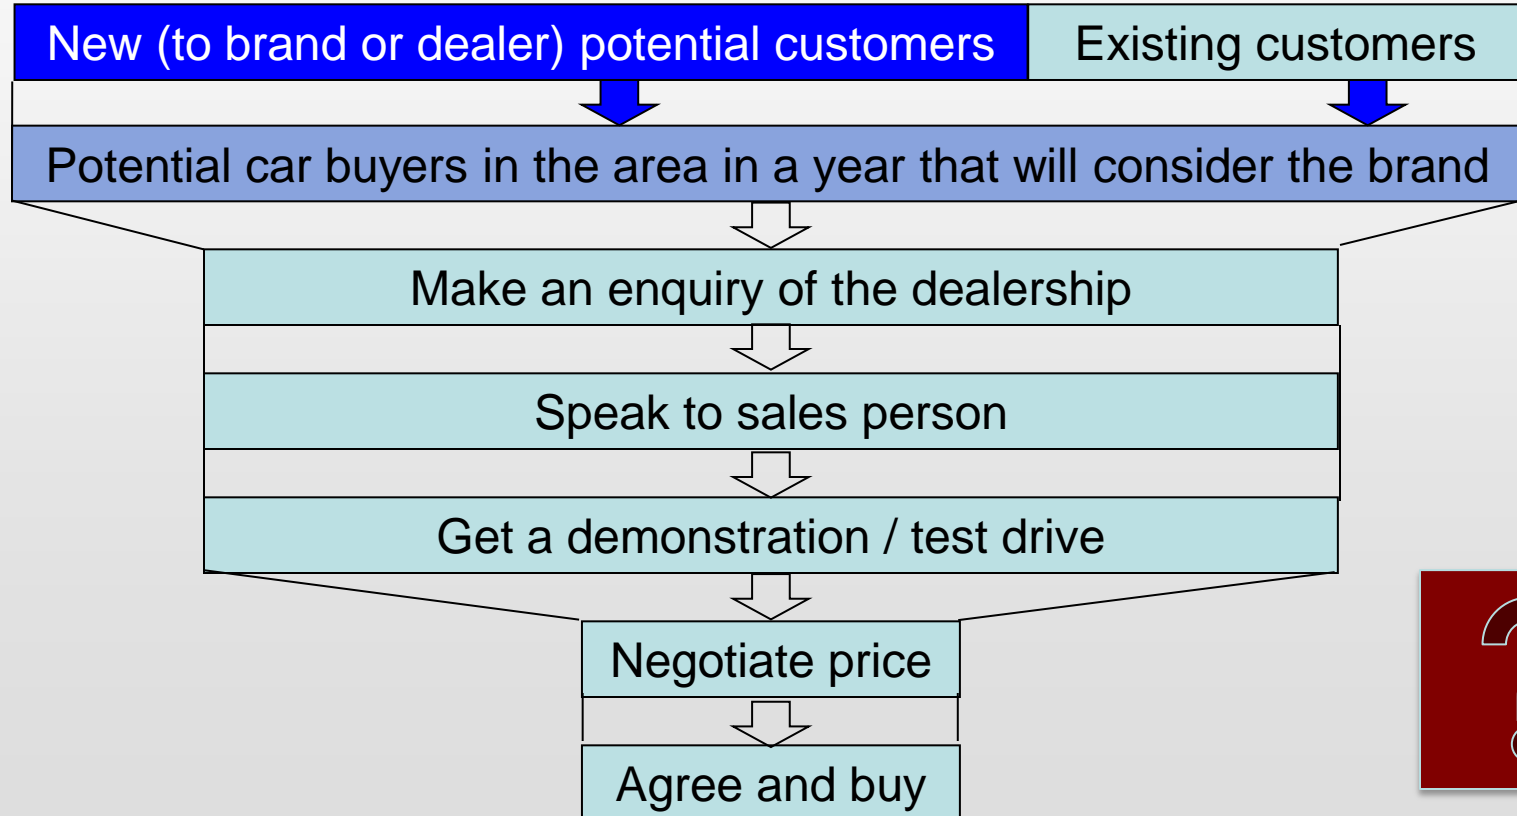 New (to brand or dealer) potential customers
Existing customers
Potential car buyers in the area in a year that will consider the brand
Make an enquiry of the dealership
Speak to sales person
Get a demonstration / test drive
Negotiate price
Agree and buy